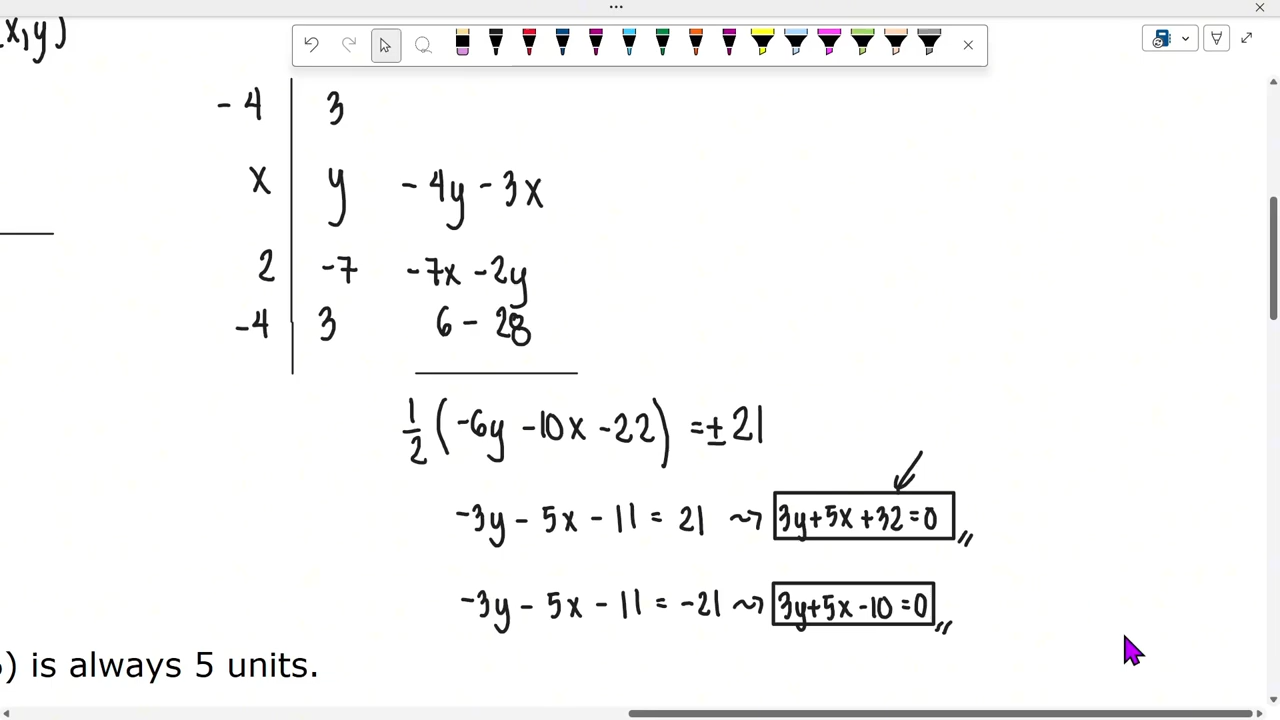 x,y)
-4 | 3
x | y -4y - 3x
2 | -7 -7x - 2y
-4 | 3 6 - 28
1/2 (-6y - 10x - 22) = ± 21
-3y - 5x - 11 = 21 ⇝ 3y+5x+32=0 //
-3y - 5x - 11 = -21 ⇝ 3y+5x-10=0 //
) is always 5 units.